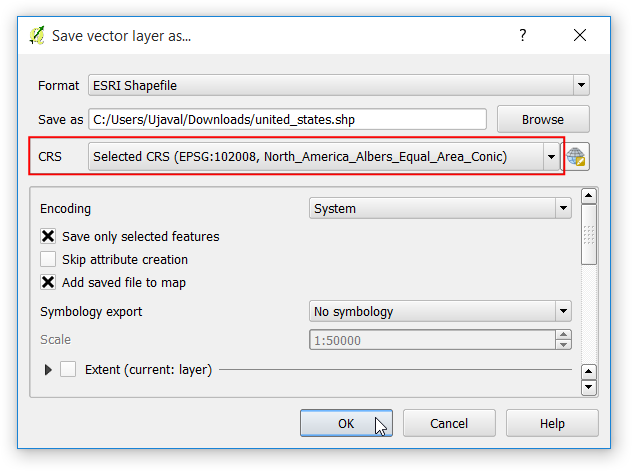 Save vector layer as...
Format ESRI Shapefile
Save as C:/Users/Ujaval/Downloads/united_states.shp Browse
CRS Selected CRS (EPSG:102008, North_America_Albers_Equal_Area_Conic)
Encoding System
Save only selected features
Skip attribute creation
Add saved file to map
Symbology export No symbology
Scale 1:50000
Extent (current: layer)
OK Cancel Help